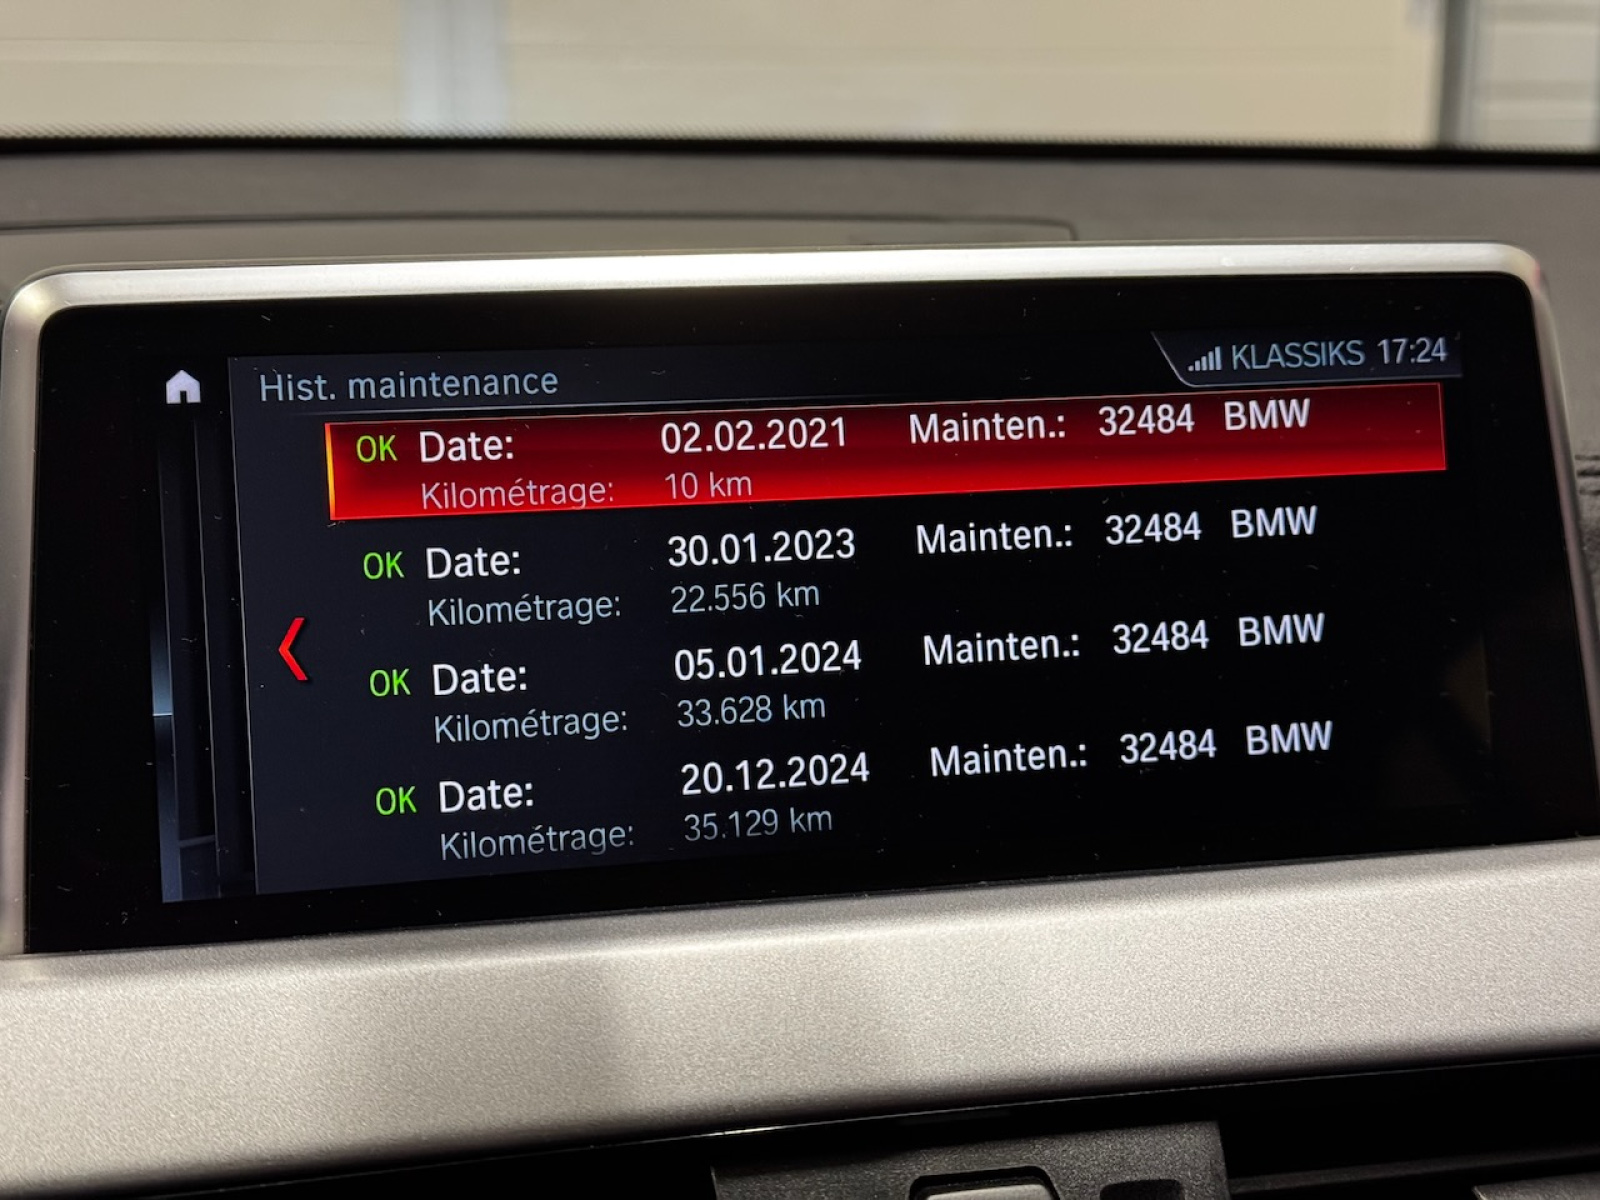 KLASSIKS 17:24
Hist. maintenance
OK Date: 02.02.2021 Mainten.: 32484 BMW
Kilométrage: 10 km
OK Date: 30.01.2023 Mainten.: 32484 BMW
Kilométrage: 22.556 km
OK Date: 05.01.2024 Mainten.: 32484 BMW
Kilométrage: 33.628 km
OK Date: 20.12.2024 Mainten.: 32484 BMW
Kilométrage: 35.129 km